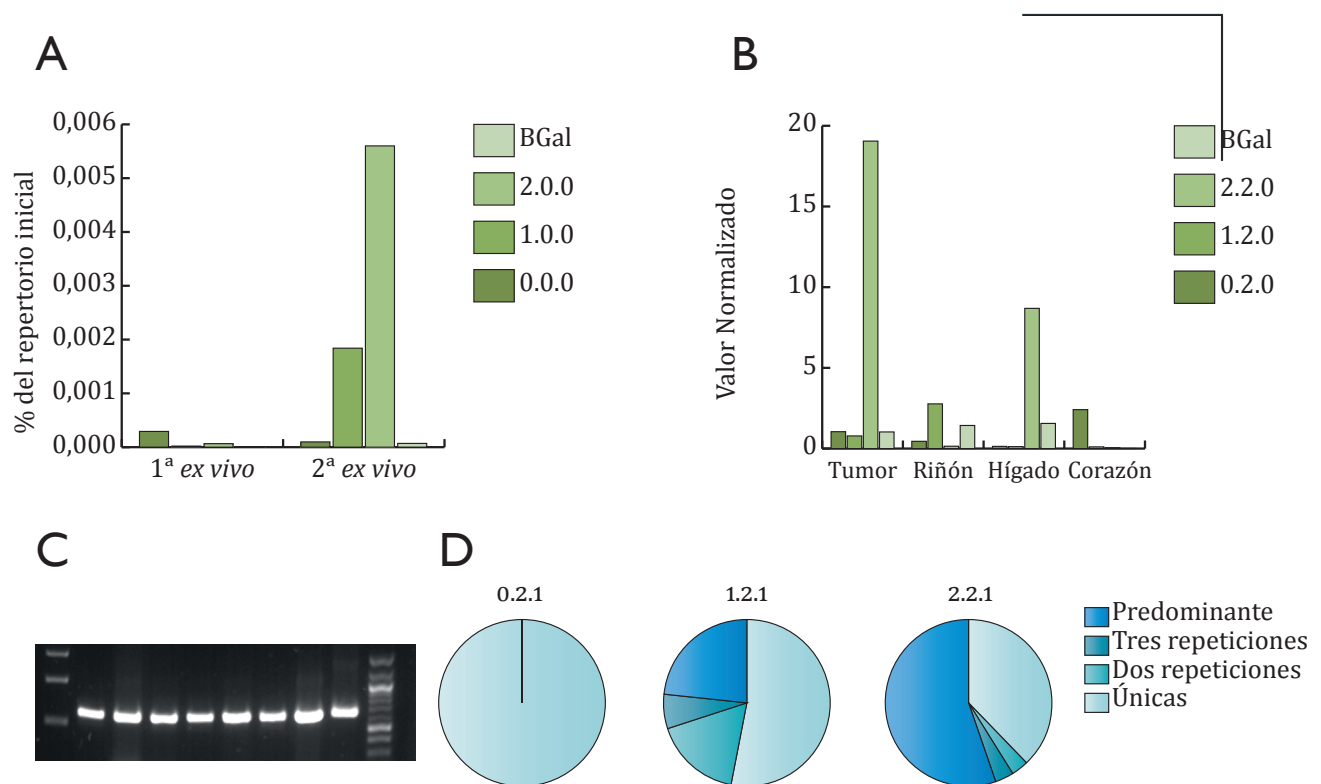 A
% del repertorio inicial
0,006
0,005
0,004
0,003
0,002
0,001
0,000
1ª ex vivo
2ª ex vivo
BGal
2.0.0
1.0.0
0.0.0
B
Valor Normalizado
20
15
10
5
0
Tumor
Riñón
Hígado
Corazón
BGal
2.2.0
1.2.0
0.2.0
C
D
0.2.1
1.2.1
2.2.1
Predominante
Tres repeticiones
Dos repeticiones
Únicas